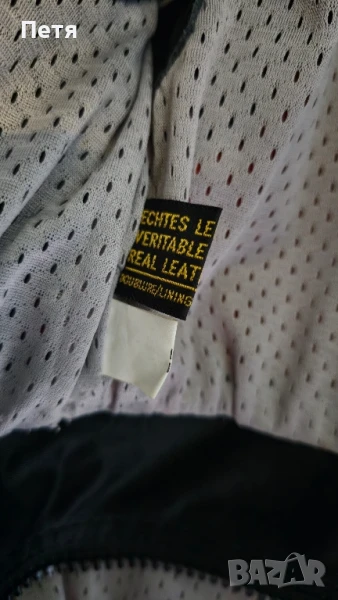 Петя
ECHTES LE
VERITABLE
REAL LEAT
DOUBLURE/LINING
BAZAR